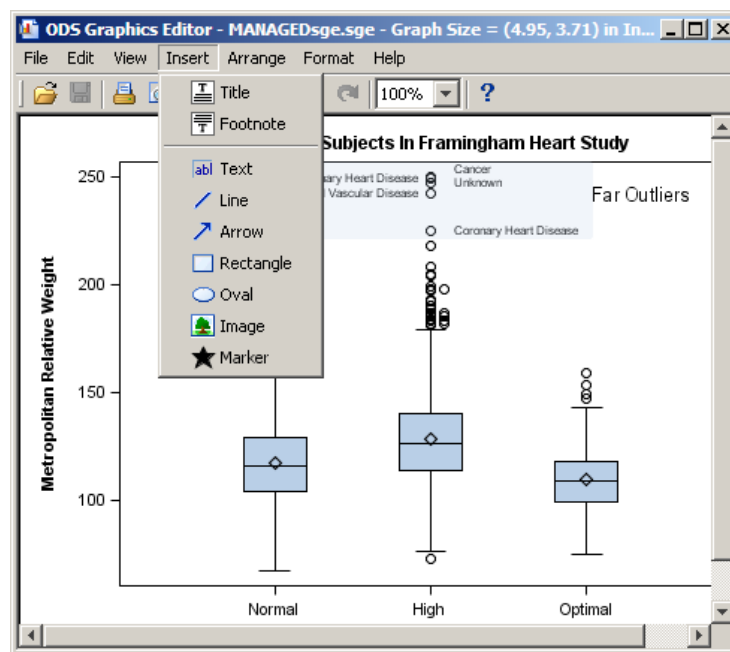 ODS Graphics Editor - MANAGEDsge.sge - Graph Size = (4.95, 3.71) in In...
File Edit View Insert Arrange Format Help
100%
Title
Footnote
abl Text
Line
Arrow
Rectangle
Oval
Image
Marker
Subjects In Framingham Heart Study
ary Heart Disease
Vascular Disease
Cancer
Unknown
Far Outliers
Coronary Heart Disease
Metropolitan Relative Weight
250
200
150
100
Normal High Optimal